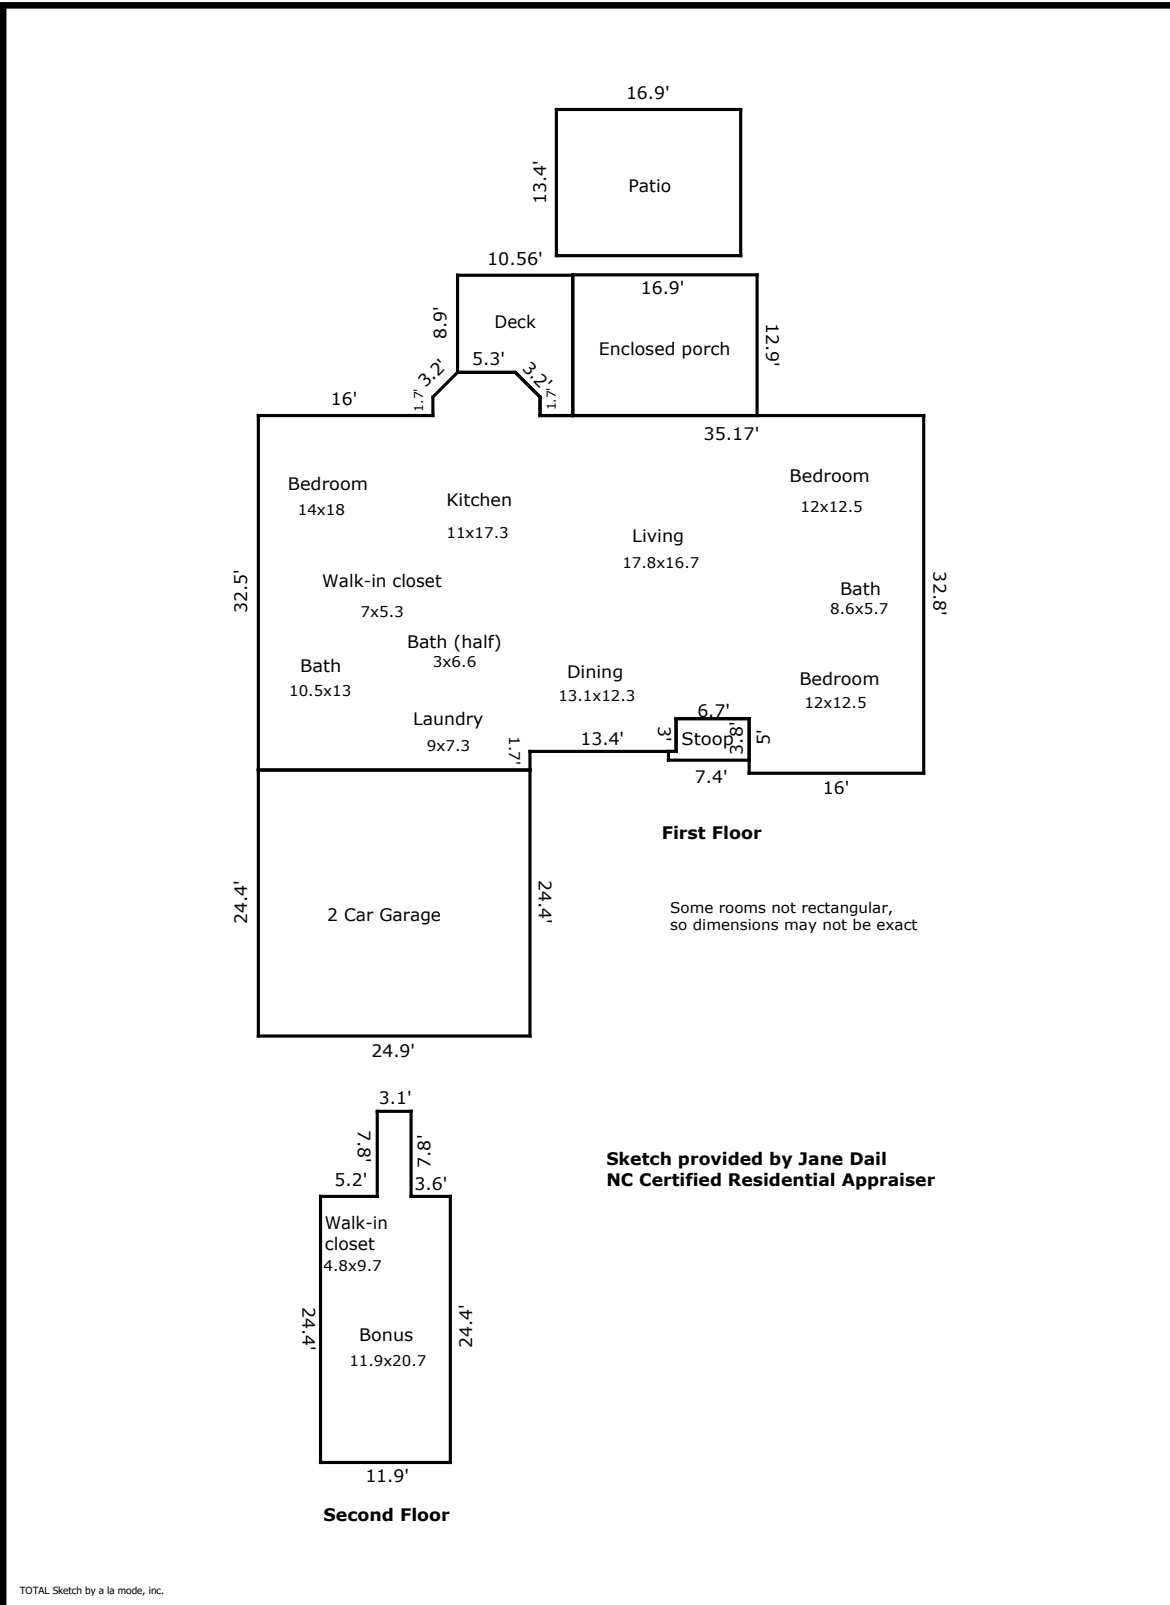 16.9'
13.4'
Patio
10.56'
16.9'
8.9'
Deck
Enclosed porch
12.9'
5.3'
3.2'
3.2'
1.7'
1.7'
16'
35.17'
Bedroom
14x18
Kitchen
11x17.3
Living
17.8x16.7
Bedroom
12x12.5
32.5'
Walk-in closet
7x5.3
Bath
8.6x5.7
32.8'
Bath (half)
3x6.6
Bath
10.5x13
Dining
13.1x12.3
Bedroom
12x12.5
Laundry
9x7.3
1.7'
13.4'
6.7'
3'
Stoop
3.8'
5'
7.4'
16'
First Floor
24.4'
2 Car Garage
24.4'
Some rooms not rectangular,
so dimensions may not be exact
24.9'
3.1'
7.8'
7.8'
5.2'
3.6'
Sketch provided by Jane Dail
NC Certified Residential Appraiser
Walk-in
closet
4.8x9.7
24.4'
24.4'
Bonus
11.9x20.7
11.9'
Second Floor
TOTAL Sketch by a la mode, inc.